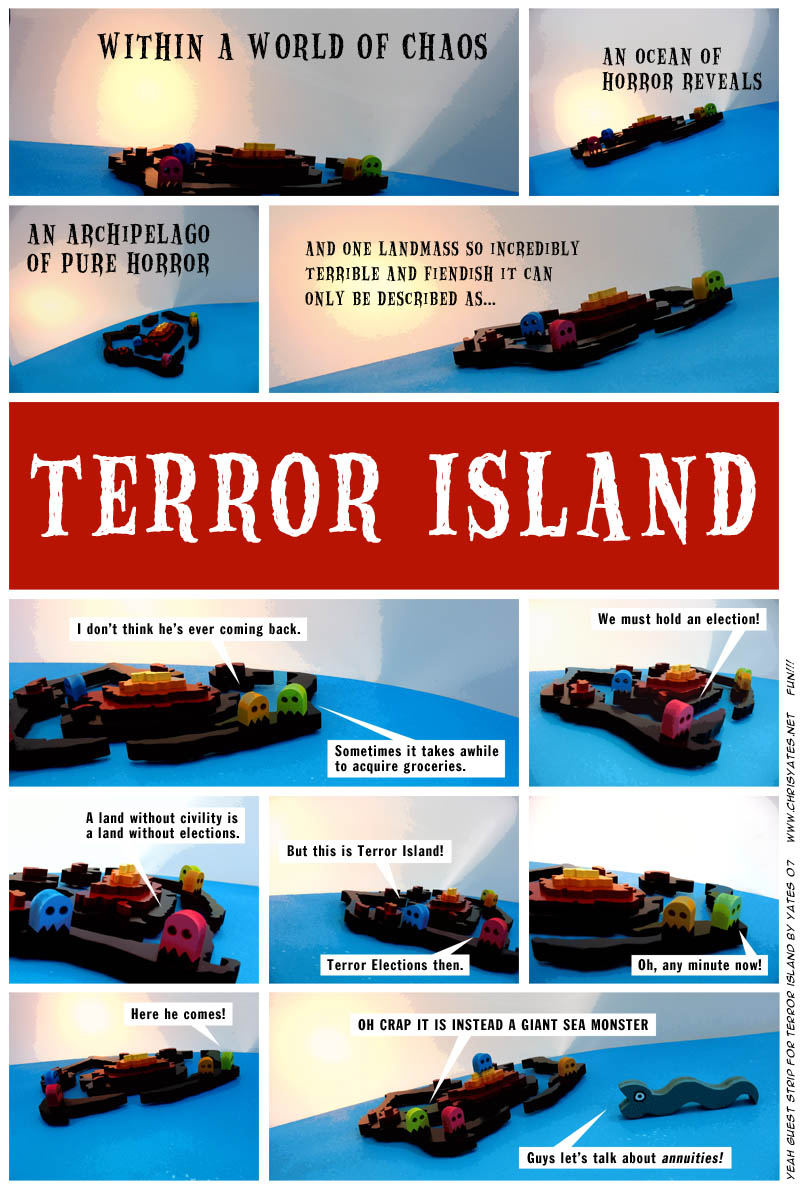 WITHIN A WORLD OF CHAOS
AN OCEAN OF
HORROR REVEALS
AN ARCHIPELAGO
OF PURE HORROR
AND ONE LANDMASS SO INCREDIBLY
TERRIBLE AND FIENDISH IT CAN
ONLY BE DESCRIBED AS...
TERROR ISLAND
I don't think he's ever coming back.
Sometimes it takes awhile
to acquire groceries.
We must hold an election!
A land without civility is
a land without elections.
But this is Terror Island!
Terror Elections then.
Oh, any minute now!
Here he comes!
OH CRAP IT IS INSTEAD A GIANT SEA MONSTER
Guys let's talk about annuities!
YEAH GUEST STRIP FOR TERROR ISLAND BY YATES 07 WWW.CHRISYATES.NET FUN!!!